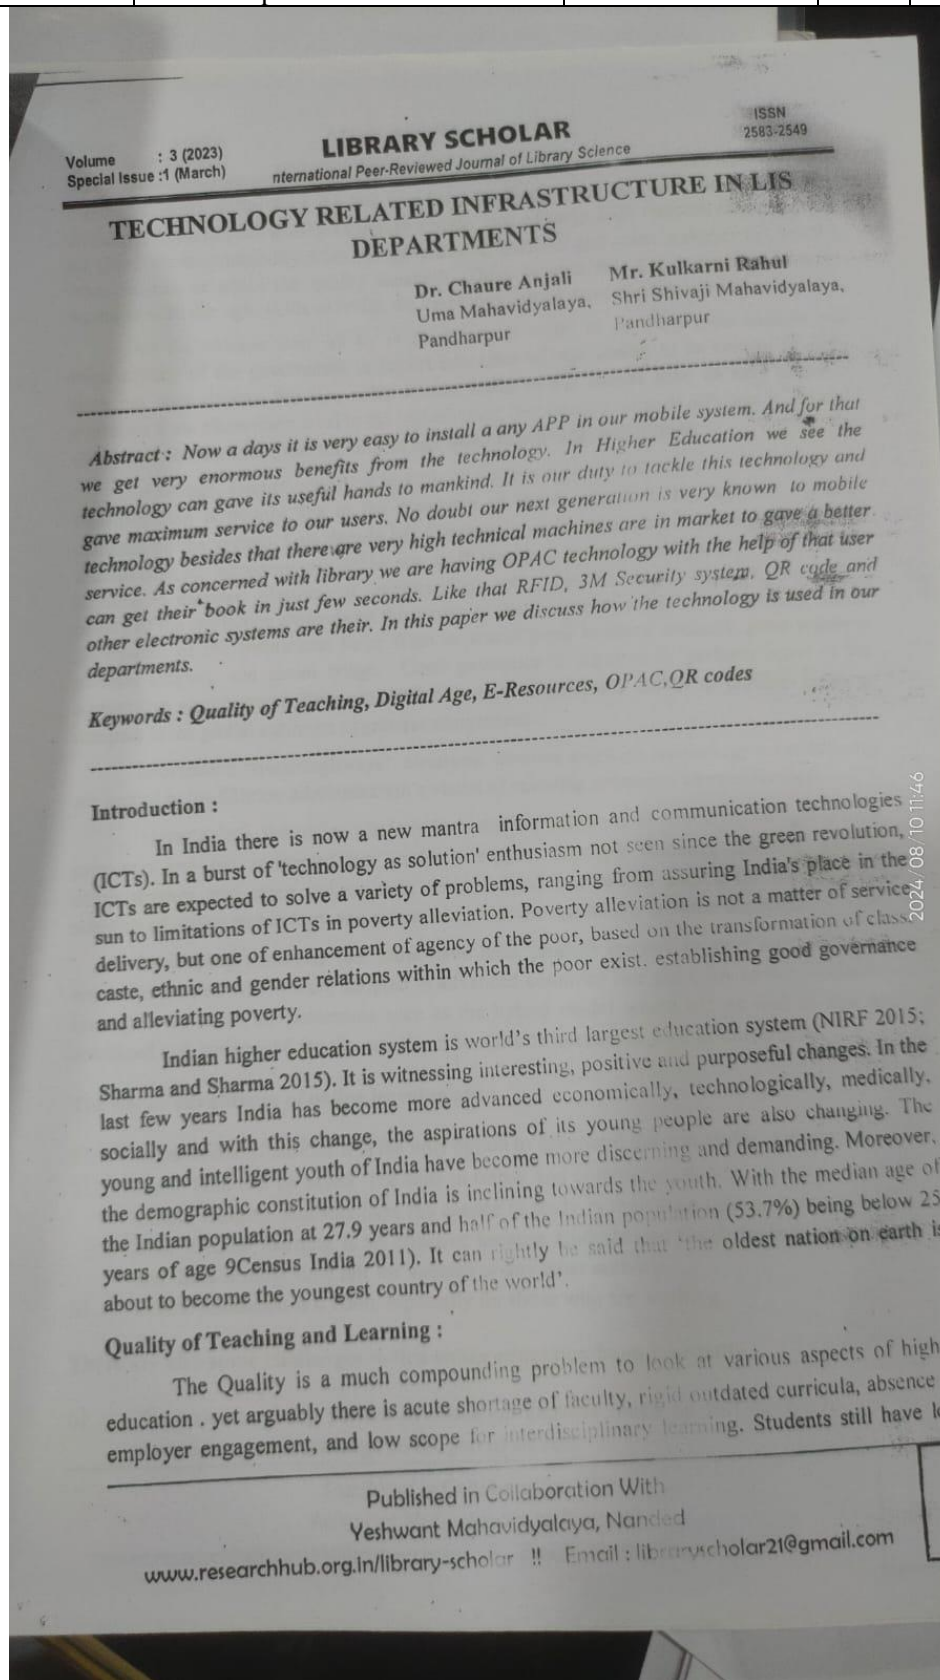 Volume : 3 (2023)
Special Issue :1 (March)
LIBRARY SCHOLAR
nternational Peer-Reviewed Journal of Library Science
ISSN
2583-2549
TECHNOLOGY RELATED INFRASTRUCTURE IN LIS
DEPARTMENTS
Dr. Chaure Anjali
Uma Mahavidyalaya,
Pandharpur
Mr. Kulkarni Rahul
Shri Shivaji Mahavidyalaya,
Pandharpur
Abstract : Now a days it is very easy to install a any APP in our mobile system. And for that
we get very enormous benefits from the technology. In Higher Education we see the
technology can gave its useful hands to mankind. It is our duty to tackle this technology and
gave maximum service to our users. No doubt our next generation is very known to mobile
technology besides that there are very high technical machines are in market to gave a better
service. As concerned with library we are having OPAC technology with the help of that user
can get their book in just few seconds. Like that RFID, 3M Security system, QR code and
other electronic systems are their. In this paper we discuss how the technology is used in our
departments.
Keywords : Quality of Teaching, Digital Age, E-Resources, OPAC,QR codes
Introduction :
In India there is now a new mantra information and communication technologies
(ICTs). In a burst of 'technology as solution' enthusiasm not seen since the green revolution,
ICTs are expected to solve a variety of problems, ranging from assuring India's place in the
sun to limitations of ICTs in poverty alleviation. Poverty alleviation is not a matter of service
delivery, but one of enhancement of agency of the poor, based on the transformation of class
caste, ethnic and gender relations within which the poor exist. establishing good governance
and alleviating poverty.
Indian higher education system is world's third largest education system (NIRF 2015;
Sharma and Sharma 2015). It is witnessing interesting, positive and purposeful changes. In the
last few years India has become more advanced economically, technologically, medically,
socially and with this change, the aspirations of its young people are also changing. The
young and intelligent youth of India have become more discerning and demanding. Moreover,
the demographic constitution of India is inclining towards the youth. With the median age of
the Indian population at 27.9 years and half of the Indian population (53.7%) being below 25
years of age 9Census India 2011). It can rightly be said that 'the oldest nation on earth is
about to become the youngest country of the world'.
Quality of Teaching and Learning :
The Quality is a much compounding problem to look at various aspects of high
education . yet arguably there is acute shortage of faculty, rigid outdated curricula, absence
employer engagement, and low scope for interdisciplinary learning. Students still have
Published in Collaboration With
Yeshwant Mahavidyalaya, Nanded
www.researchhub.org.in/library-scholar !! Email : libraryscholar21@gmail.com
2024/08/10 11:46